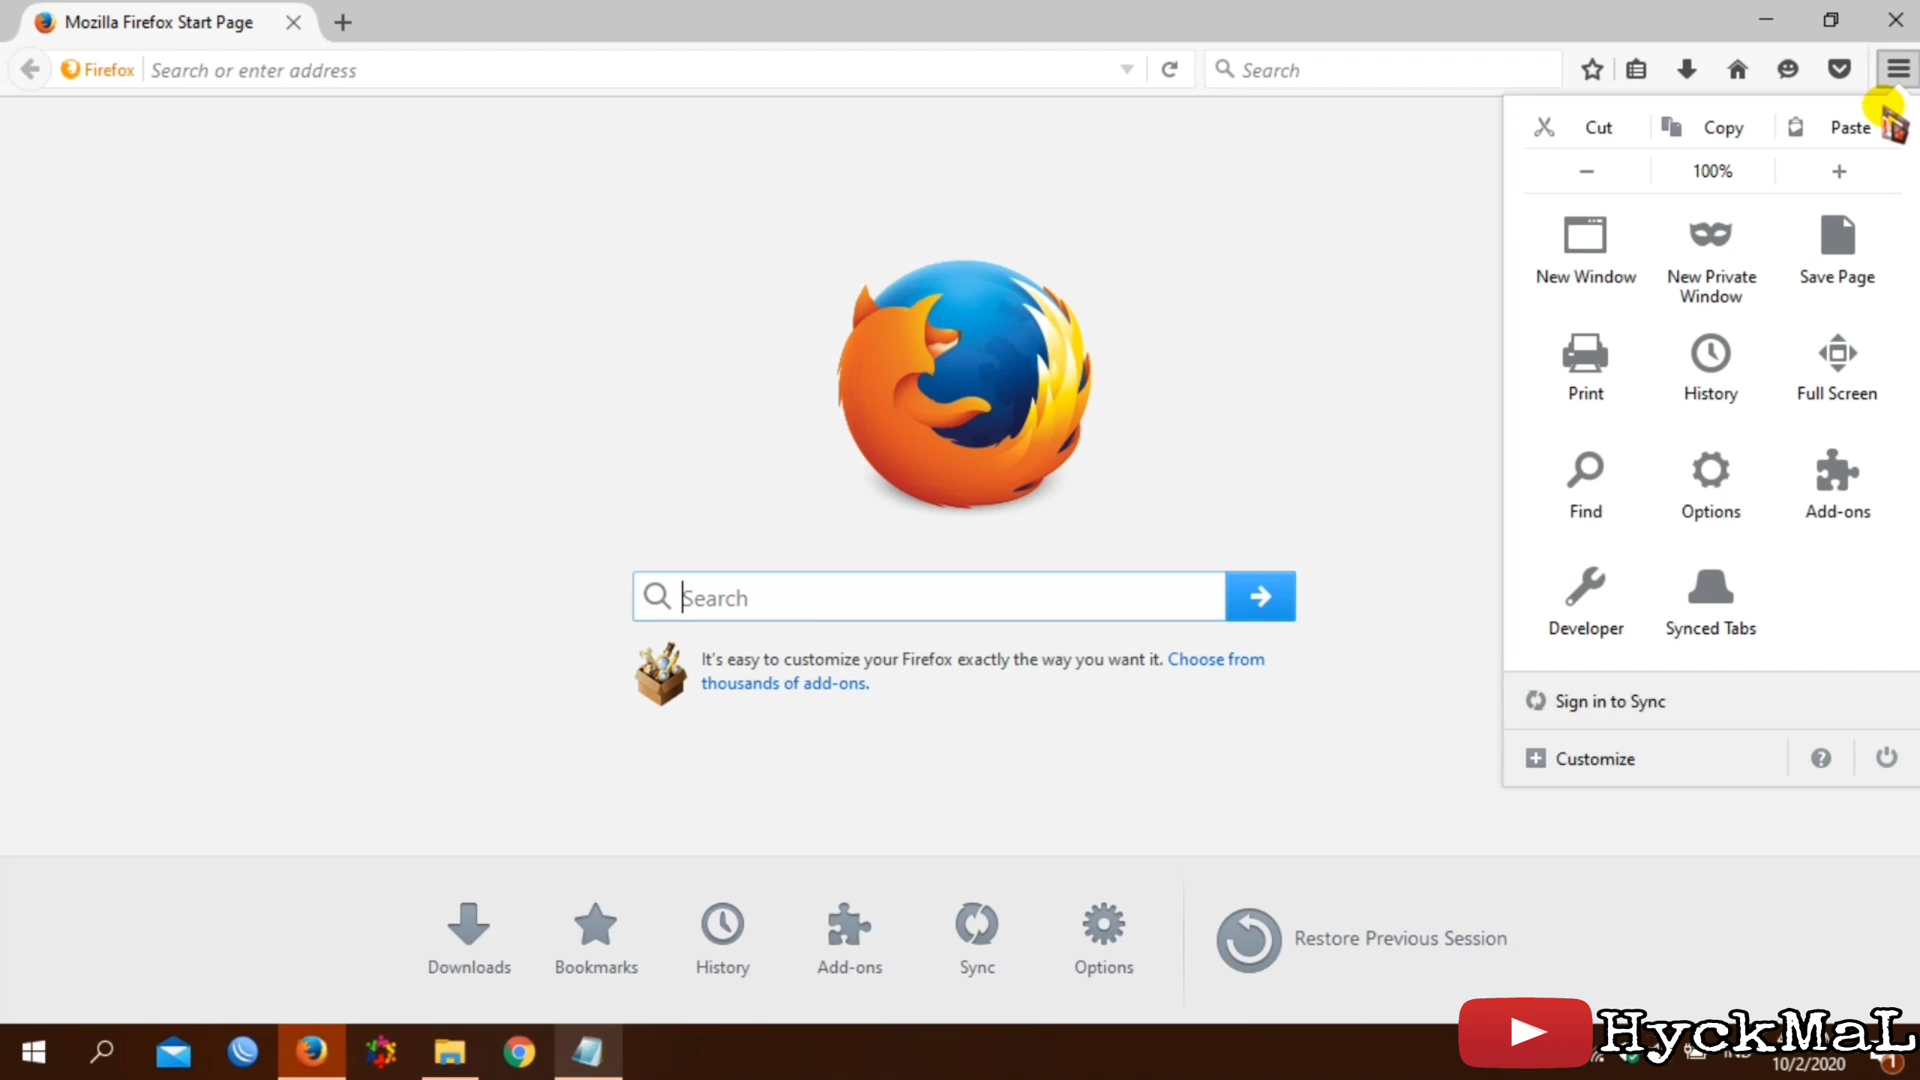 Mozilla Firefox Start Page
Firefox
Search or enter address
Search
Cut
Copy
Paste
100%
New Window
New Private
Window
Save Page
Print
History
Full Screen
Find
Options
Add-ons
Developer
Synced Tabs
Sign in to Sync
Customize
Search
It's easy to customize your Firefox exactly the way you want it. Choose from
thousands of add-ons.
Downloads
Bookmarks
History
Add-ons
Sync
Options
Restore Previous Session
HyckMaL
10/2/2020
1